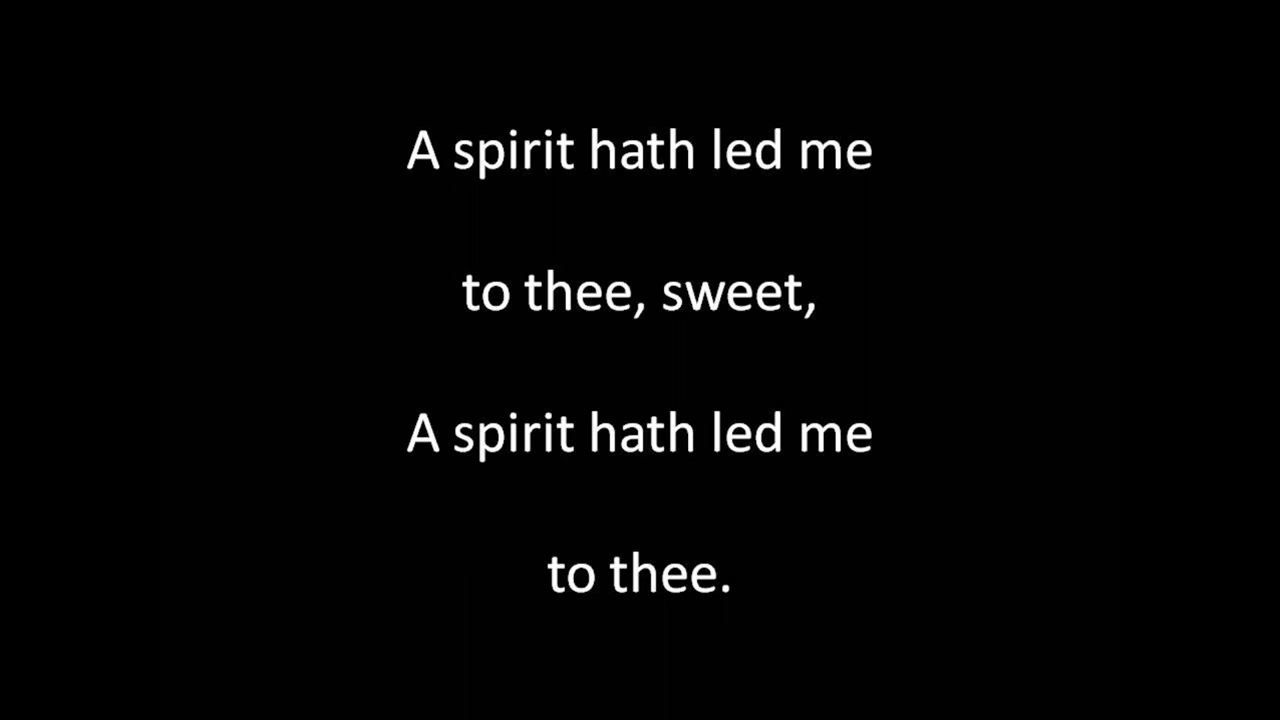 A spirit hath led me
to thee, sweet,
A spirit hath led me
to thee.